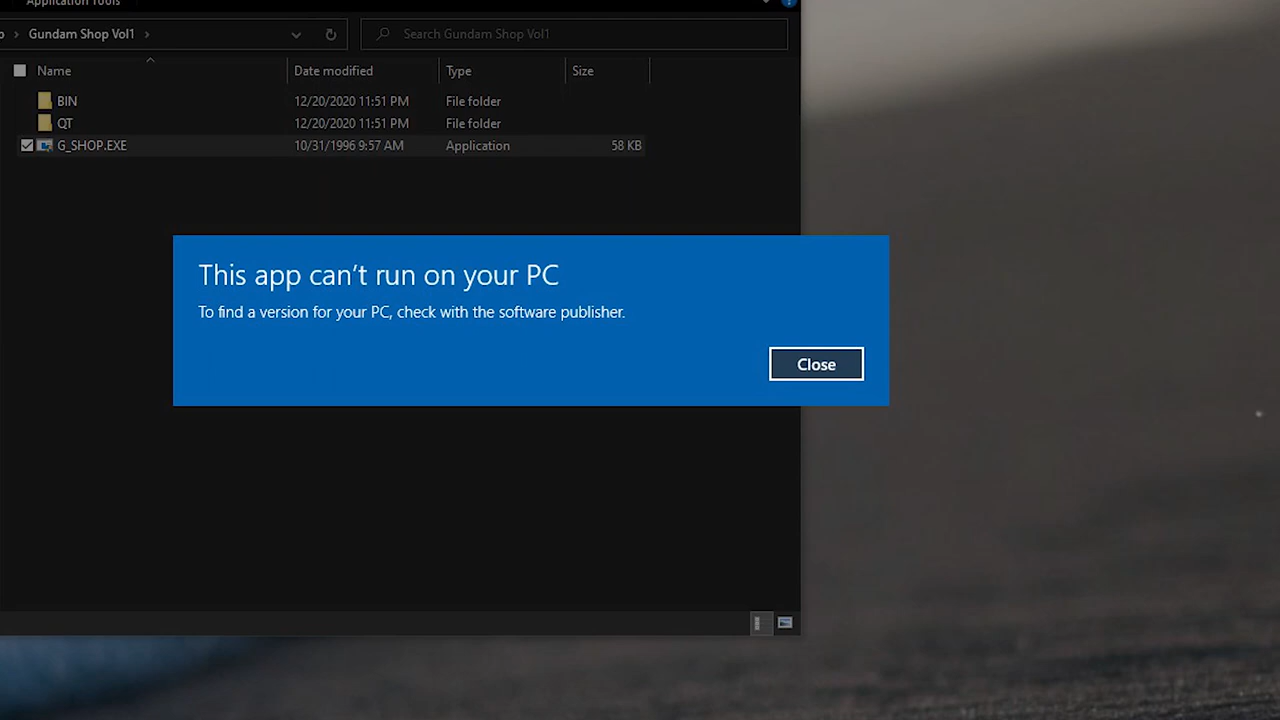 Application Tools
Gundam Shop Vol1
Search Gundam Shop Vol1
Name Date modified Type Size
BIN 12/20/2020 11:51 PM File folder
QT 12/20/2020 11:51 PM File folder
G_SHOP.EXE 10/31/1996 9:57 AM Application 58 KB
This app can't run on your PC
To find a version for your PC, check with the software publisher.
Close